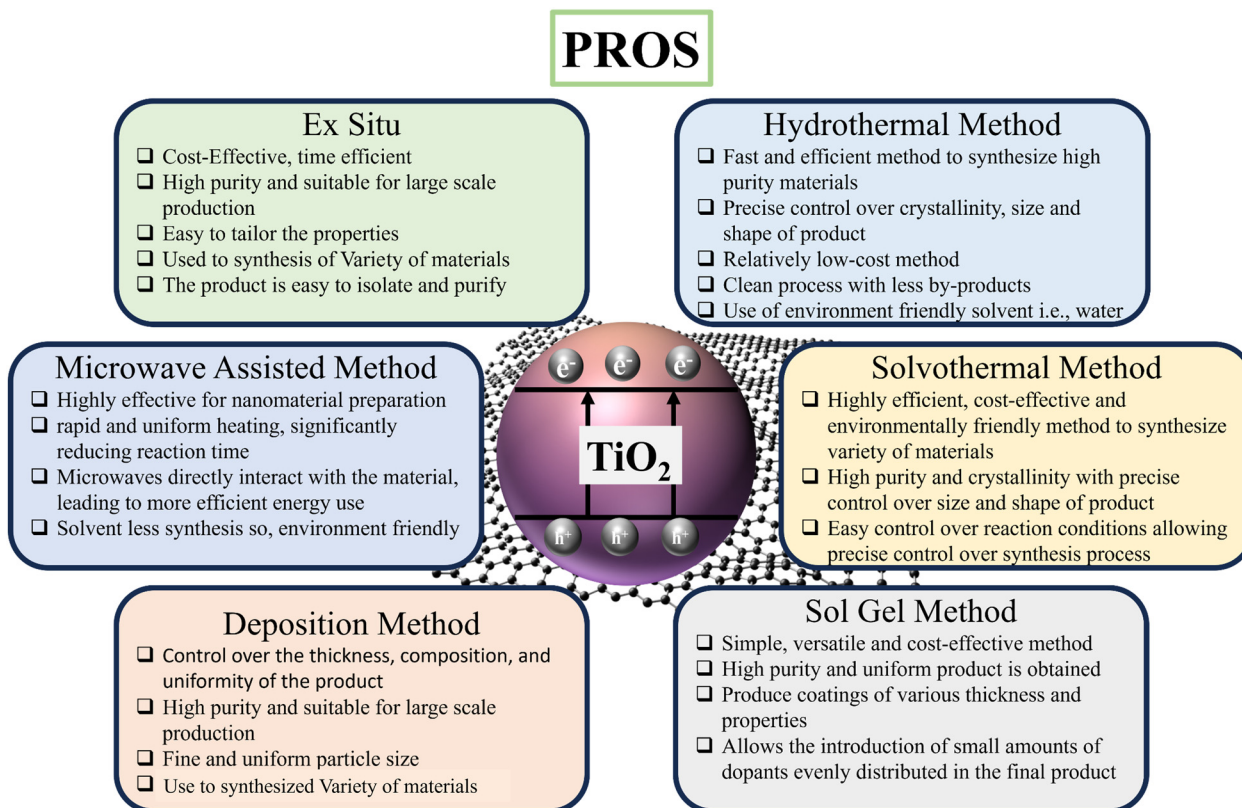 PROS
Ex Situ
❑ Cost-Effective, time efficient
❑ High purity and suitable for large scale
production
❑ Easy to tailor the properties
❑ Used to synthesis of Variety of materials
❑ The product is easy to isolate and purify
Hydrothermal Method
❑ Fast and efficient method to synthesize high
purity materials
❑ Precise control over crystallinity, size and
shape of product
❑ Relatively low-cost method
❑ Clean process with less by-products
❑ Use of environment friendly solvent i.e., water
Microwave Assisted Method
❑ Highly effective for nanomaterial preparation
❑ rapid and uniform heating, significantly
reducing reaction time
❑ Microwaves directly interact with the material,
leading to more efficient energy use
❑ Solvent less synthesis so, environment friendly
e⁻ e⁻ e⁻
TiO₂
h⁺ h⁺ h⁺
Solvothermal Method
❑ Highly efficient, cost-effective and
environmentally friendly method to synthesize
variety of materials
❑ High purity and crystallinity with precise
control over size and shape of product
❑ Easy control over reaction conditions allowing
precise control over synthesis process
Deposition Method
❑ Control over the thickness, composition, and
uniformity of the product
❑ High purity and suitable for large scale
production
❑ Fine and uniform particle size
❑ Use to synthesized Variety of materials
Sol Gel Method
❑ Simple, versatile and cost-effective method
❑ High purity and uniform product is obtained
❑ Produce coatings of various thickness and
properties
❑ Allows the introduction of small amounts of
dopants evenly distributed in the final product